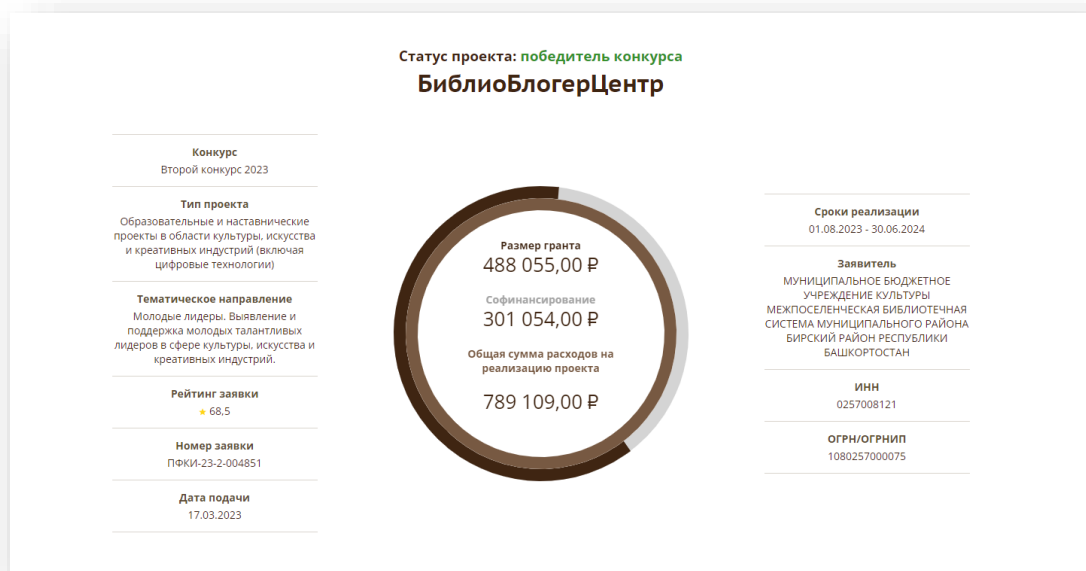 Статус проекта: победитель конкурса
БиблиоБлогерЦентр
Конкурс
Второй конкурс 2023
Тип проекта
Образовательные и наставнические
проекты в области культуры, искусства
и креативных индустрий (включая
цифровые технологии)
Тематическое направление
Молодые лидеры. Выявление и
поддержка молодых талантливых
лидеров в сфере культуры, искусства и
креативных индустрий.
Рейтинг заявки
★ 68,5
Номер заявки
ПФКИ-23-2-004851
Дата подачи
17.03.2023
Размер гранта
488 055,00 ₽
Софинансирование
301 054,00 ₽
Общая сумма расходов на
реализацию проекта
789 109,00 ₽
Сроки реализации
01.08.2023 - 30.06.2024
Заявитель
МУНИЦИПАЛЬНОЕ БЮДЖЕТНОЕ
УЧРЕЖДЕНИЕ КУЛЬТУРЫ
МЕЖПОСЕЛЕНЧЕСКАЯ БИБЛИОТЕЧНАЯ
СИСТЕМА МУНИЦИПАЛЬНОГО РАЙОНА
БИРСКИЙ РАЙОН РЕСПУБЛИКИ
БАШКОРТОСТАН
ИНН
0257008121
ОГРН/ОГРНИП
1080257000075